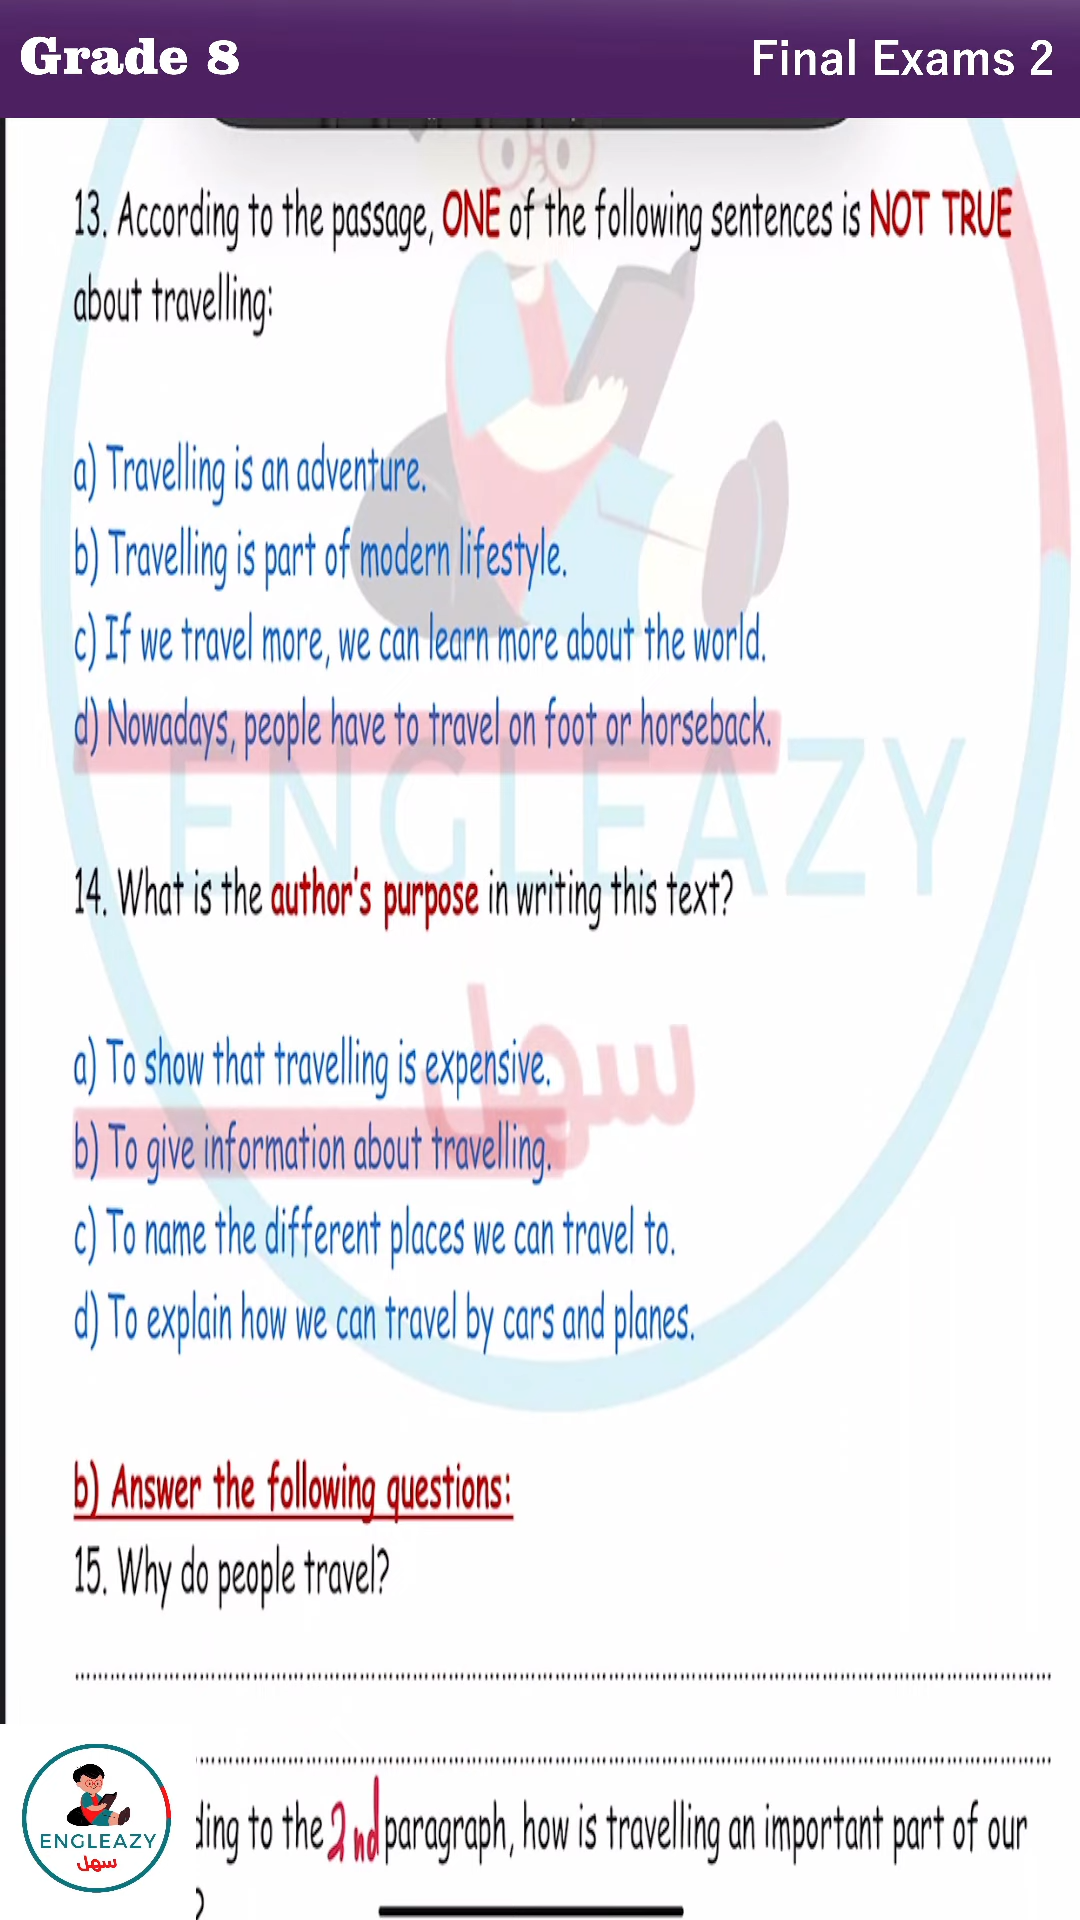 Grade 8
Final Exams 2
13. According to the passage, ONE of the following sentences is NOT TRUE
about travelling:
a) Travelling is an adventure.
b) Travelling is part of modern lifestyle.
c) If we travel more, we can learn more about the world.
d) Nowadays, people have to travel on foot or horseback.
ENGLEAZY
14. What is the author's purpose in writing this text?
سهل
a) To show that travelling is expensive.
b) To give information about travelling.
c) To name the different places we can travel to.
d) To explain how we can travel by cars and planes.
b) Answer the following questions:
15. Why do people travel?
ding to the 2nd paragraph, how is travelling an important part of our
?
ENGLEAZY
سهل